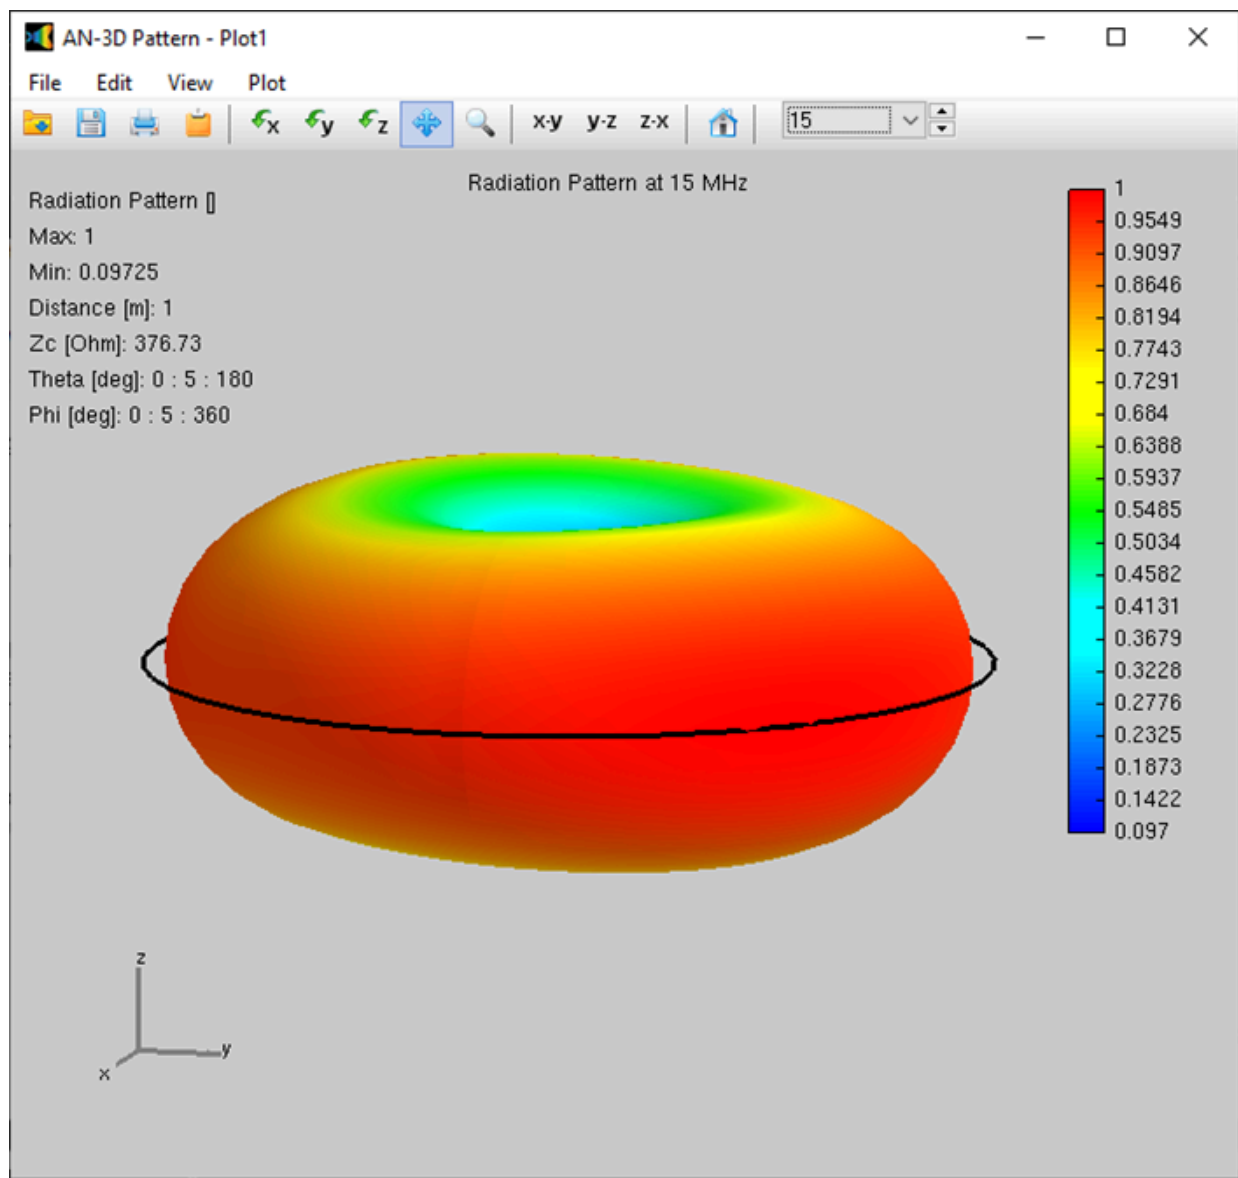 AN-3D Pattern - Plot1
File Edit View Plot
x y z x-y y-z z-x 15
Radiation Pattern at 15 MHz
Radiation Pattern []
Max: 1
Min: 0.09725
Distance [m]: 1
Zc [Ohm]: 376.73
Theta [deg]: 0 : 5 : 180
Phi [deg]: 0 : 5 : 360
1
0.9549
0.9097
0.8646
0.8194
0.7743
0.7291
0.684
0.6388
0.5937
0.5485
0.5034
0.4582
0.4131
0.3679
0.3228
0.2776
0.2325
0.1873
0.1422
0.097
z
y
x